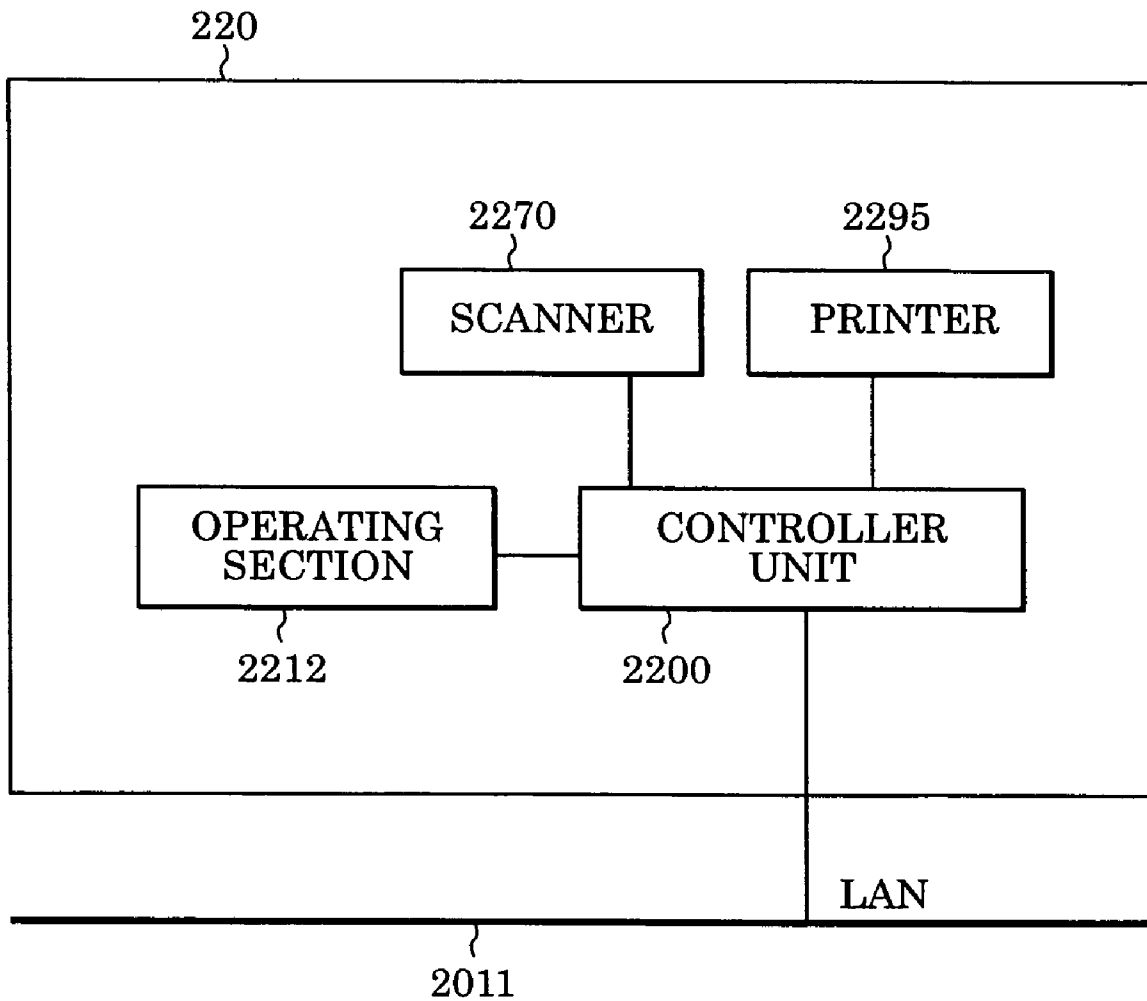 220
2270
2295
SCANNER
PRINTER
OPERATING
SECTION
CONTROLLER
UNIT
2212
2200
LAN
2011